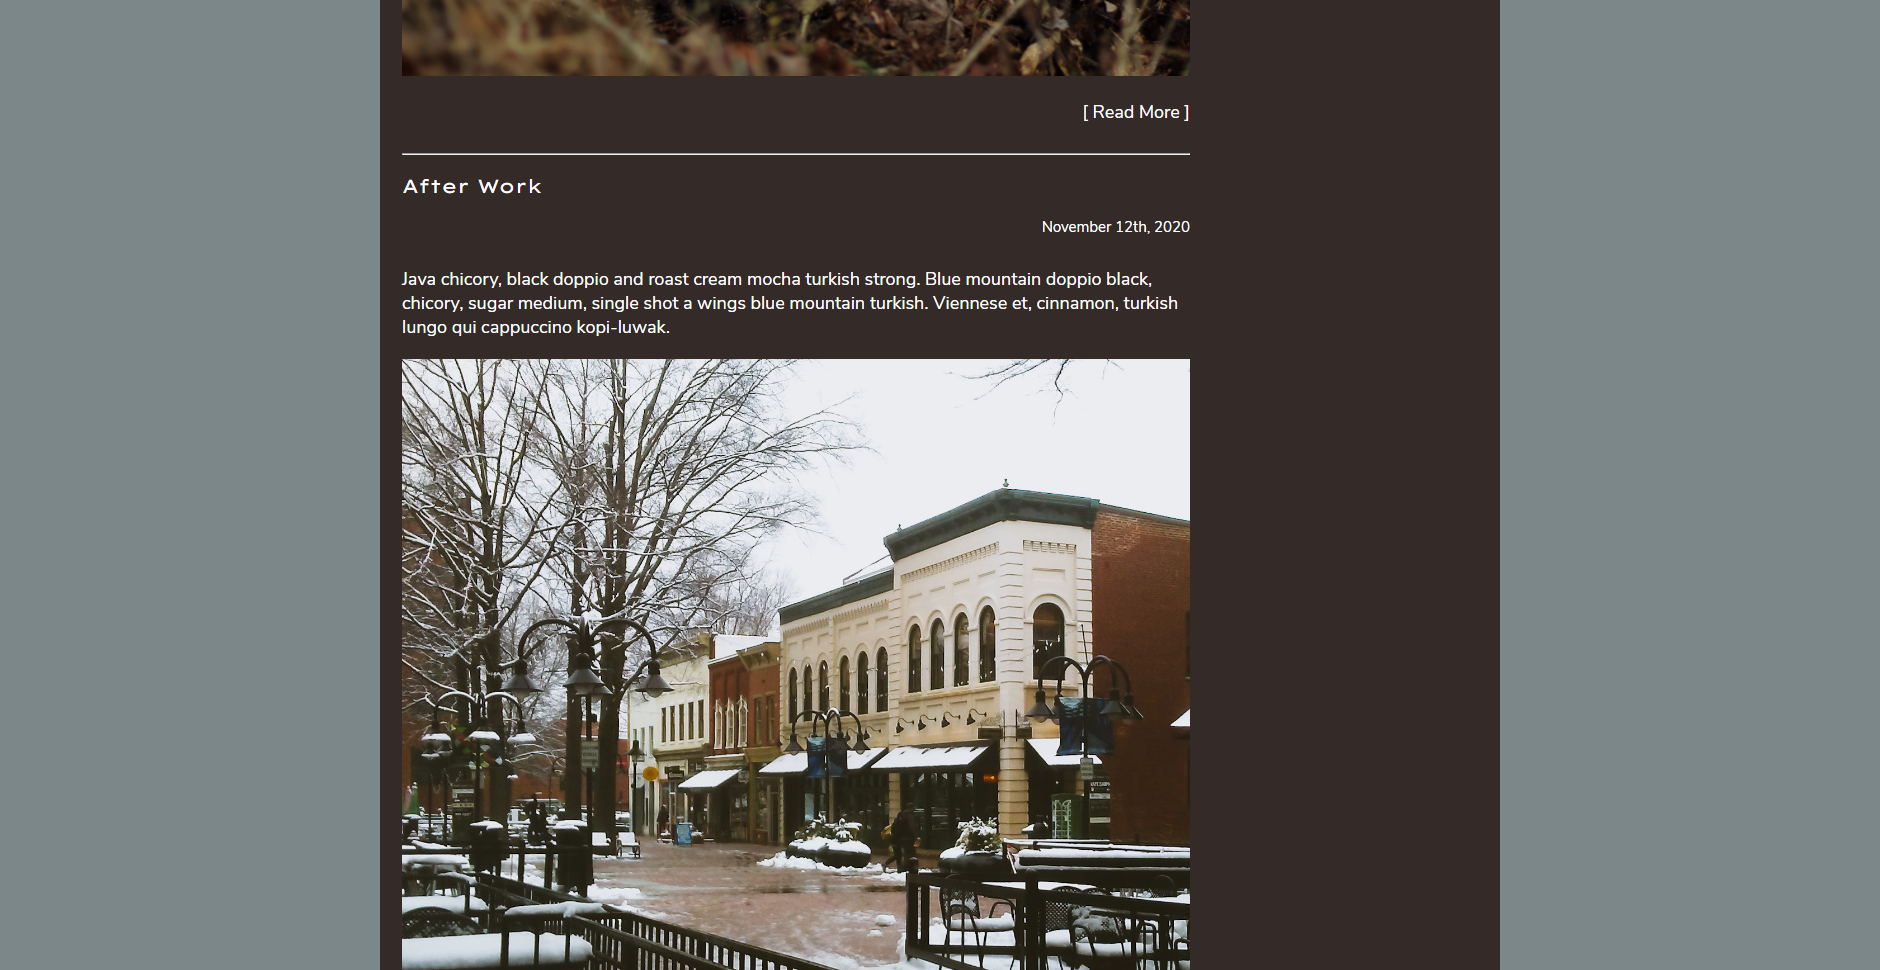 [ Read More ]
After Work
November 12th, 2020
Java chicory, black doppio and roast cream mocha turkish strong. Blue mountain doppio black,
chicory, sugar medium, single shot a wings blue mountain turkish. Viennese et, cinnamon, turkish
lungo qui cappuccino kopi-luwak.